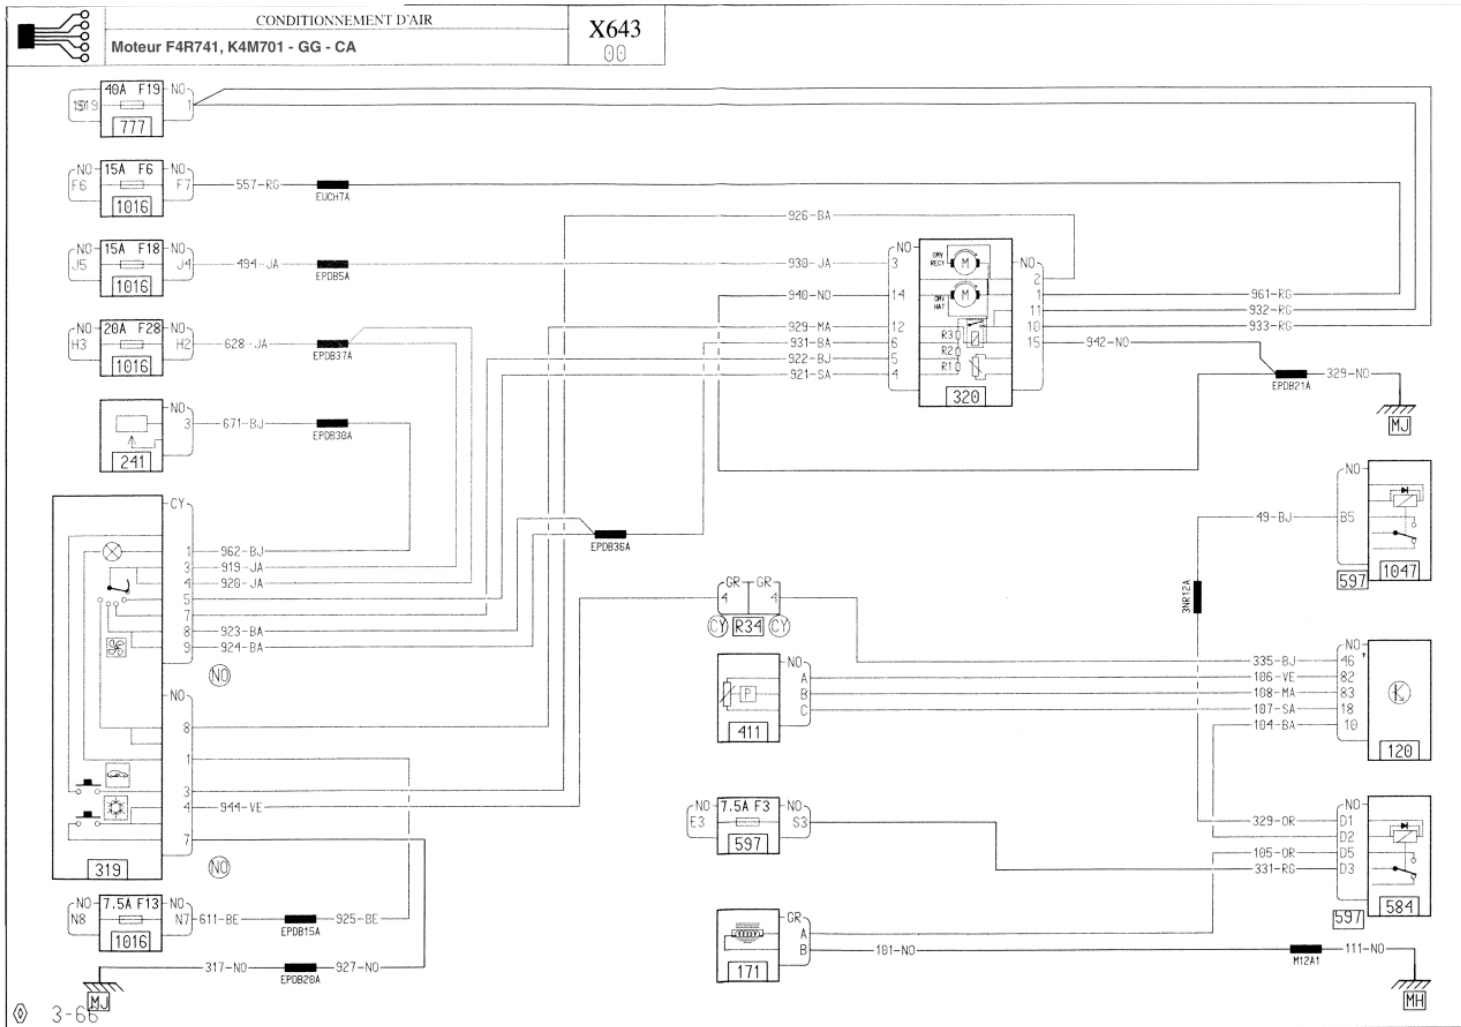 CONDITIONNEMENT D'AIR
Moteur F4R741, K4M701 - GG - CA
X643
00
40A F19 NO
1
777
NO 15A F6 NO
F6 F7 557-RG
EUCH7A
1016
926-BA
NO 15A F18 NO
J5 J4 494-JA
EPDB5A
1016
930-JA
940-NO
929-MA
931-BA
922-BJ
921-SA
NO
3
14
12
6
5
4
OMV
RECY
M
OMV
HAT
M
R3
R2
R1
320
NO
2
1
11
10
15
961-RG
932-RG
933-RG
942-NO
EPDB21A
329-NO
MJ
NO 20A F28 NO
H3 H2 628-JA
EPDB37A
1016
NO
3 671-BJ
EPDB38A
241
CY
1 962-BJ
3 919-JA
4 920-JA
5
7
8 923-BA
9 924-BA
NO
EPDB36A
NO
8
1
3
4 944-VE
7
NO
319
NO
49-BJ B5
597 1047
3NR12A
GR GR
4 4
CY R34 CY
NO
A
B
C
P
411
NO
335-BJ 46
106-VE 82
108-MA 83
107-SA 18
104-BA 10
K
120
NO 7.5A F3 NO
E3 S3
597
NO
329-OR D1
D2
105-OR D5
331-RG D3
597 584
NO 7.5A F13 NO
N8 N7 611-BE 925-BE
EPDB15A
1016
317-NO 927-NO
EPDB20A
MJ
GR
A
B 101-NO
171
M12A1
111-NO
MH
3-66